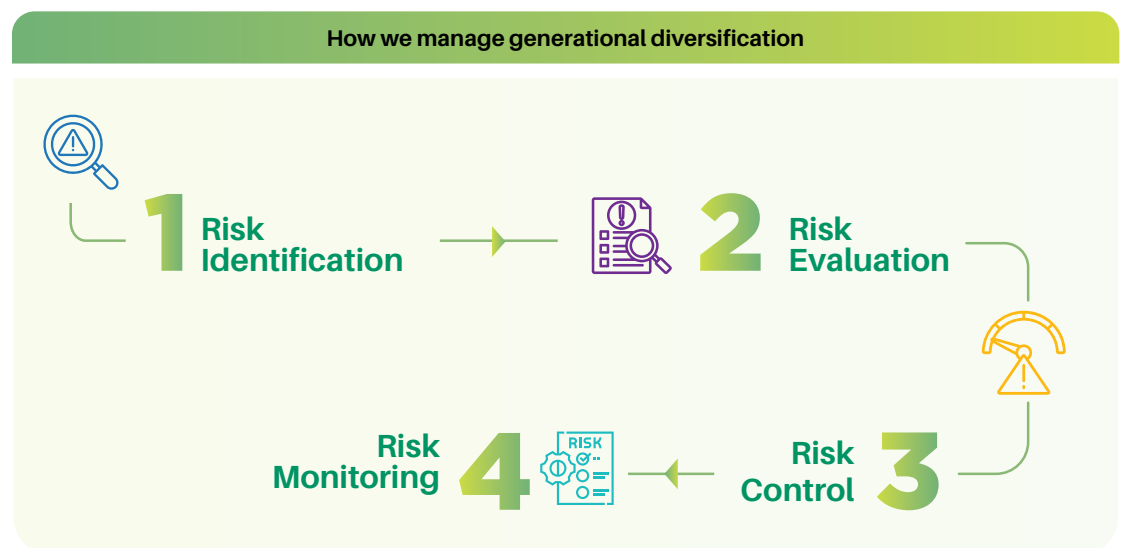 How we manage generational diversification
1
Risk
Identification
2
Risk
Evaluation
3
Risk
Control
RISK
4
Risk
Monitoring